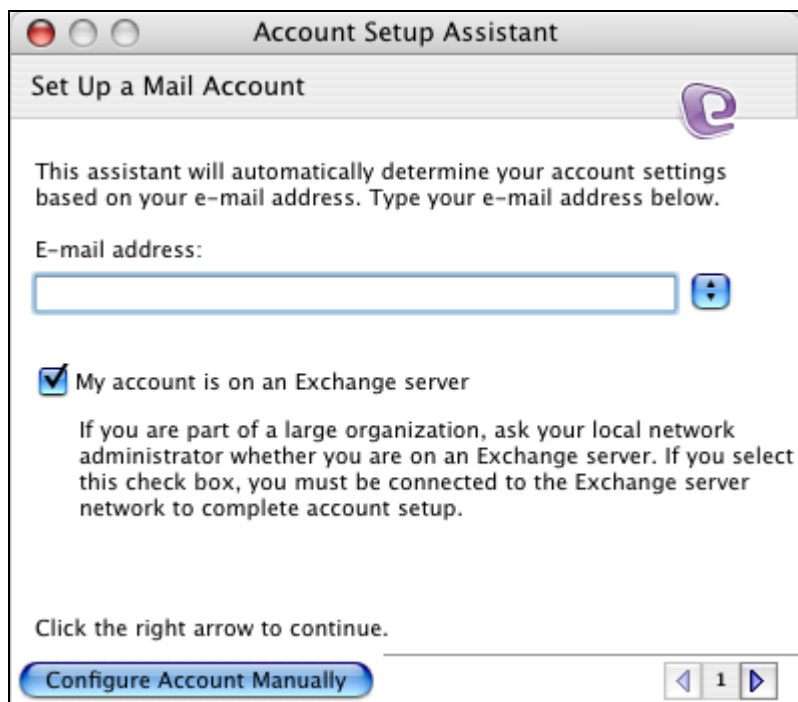 Account Setup Assistant
Set Up a Mail Account
This assistant will automatically determine your account settings
based on your e-mail address. Type your e-mail address below.
E-mail address:
My account is on an Exchange server
If you are part of a large organization, ask your local network
administrator whether you are on an Exchange server. If you select
this check box, you must be connected to the Exchange server
network to complete account setup.
Click the right arrow to continue.
Configure Account Manually
1